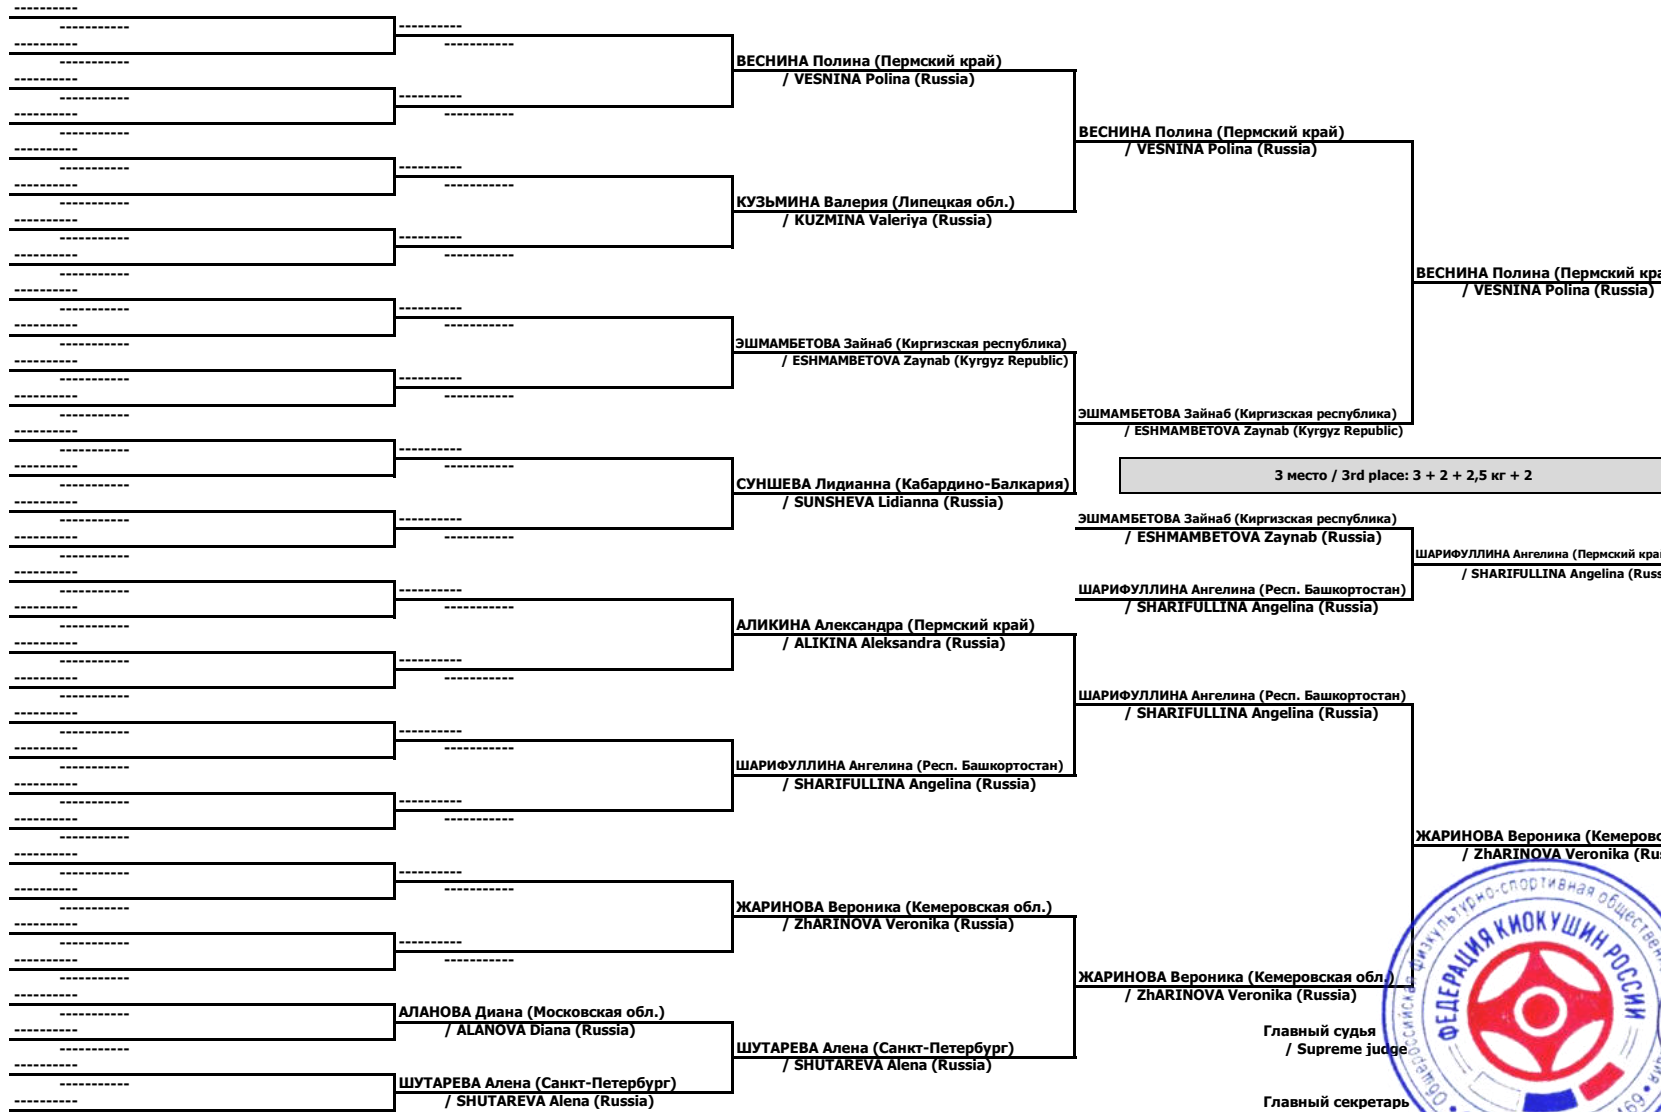 ----------
-----------
----------
-----------
----------
-----------
ВЕСНИНА Полина (Пермский край)
/ VESNINA Polina (Russia)
----------
-----------
----------
-----------
ВЕСНИНА Полина (Пермский край)
/ VESNINA Polina (Russia)
----------
-----------
КУЗЬМИНА Валерия (Липецкая обл.)
/ KUZMINA Valeriya (Russia)
----------
-----------
ВЕСНИНА Полина (Пермский
/ VESNINA Polina (Russia)
----------
-----------
ЭШМАМБЕТОВА Зайнаб (Киргизская республика)
/ ESHMAMBETOVA Zaynab (Kyrgyz Republic)
----------
-----------
ЭШМАМБЕТОВА Зайнаб (Киргизская республика)
/ ESHMAMBETOVA Zaynab (Kyrgyz Republic)
----------
-----------
3 место / 3rd place: 3 + 2 + 2,5 кг + 2
СУНШЕВА Лидианна (Кабардино-Балкария)
/ SUNSHEVA Lidianna (Russia)
ЭШМАМБЕТОВА Зайнаб (Киргизская республика)
/ ESHMAMBETOVA Zaynab (Russia)
----------
-----------
ШАРИФУЛЛИНА Ангелина (Пермский
/ SHARIFULLINA Angelina
ШАРИФУЛЛИНА Ангелина (Респ. Башкортостан)
/ SHARIFULLINA Angelina (Russia)
----------
-----------
АЛИКИНА Александра (Пермский край)
/ ALIKINA Aleksandra (Russia)
----------
-----------
ШАРИФУЛЛИНА Ангелина (Респ. Башкортостан)
/ SHARIFULLINA Angelina (Russia)
----------
-----------
ШАРИФУЛЛИНА Ангелина (Респ. Башкортостан)
/ SHARIFULLINA Angelina (Russia)
----------
-----------
ЖАРИНОВА Вероника
/ ZhARINOVA Veronika
----------
-----------
ЖАРИНОВА Вероника (Кемеровская обл.)
/ ZhARINOVA Veronika (Russia)
----------
-----------
ЖАРИНОВА Вероника (Кемеровская обл.)
/ ZhARINOVA Veronika (Russia)
АЛАНОВА Диана (Московская обл.)
/ ALANOVA Diana (Russia)
Главный судья
/ Supreme judge
ШУТАРЕВА Алена (Санкт-Петербург)
/ SHUTAREVA Alena (Russia)
ШУТАРЕВА Алена (Санкт-Петербург)
/ SHUTAREVA Alena (Russia)
Главный секретарь
ФЕДЕРАЦИЯ КИОКУШИН РОССИИ
физкультурно-спортивная